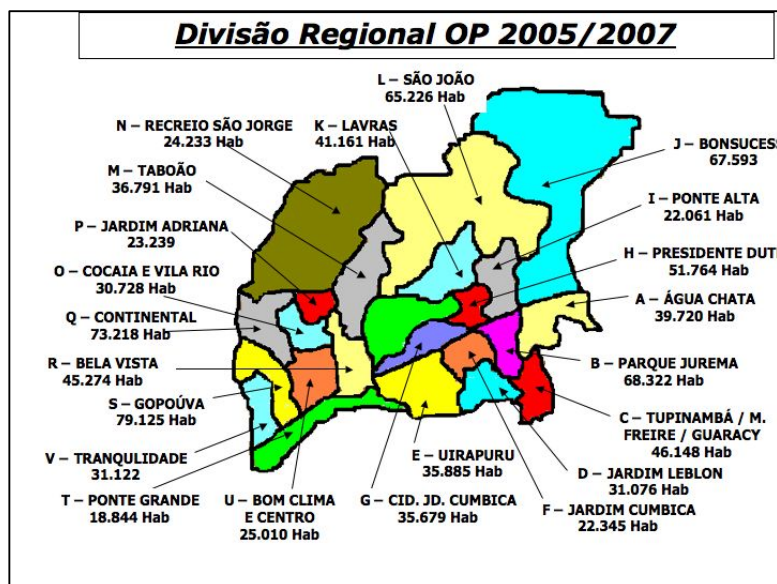 Divisão Regional OP 2005/2007
L – SÃO JOÃO
65.226 Hab
N – RECREIO SÃO JORGE
24.233 Hab
K – LAVRAS
41.161 Hab
J – BONSUCESS
67.593
M – TABOÃO
36.791 Hab
I – PONTE ALTA
22.061 Hab
P – JARDIM ADRIANA
23.239
H – PRESIDENTE DUT
51.764 Hab
O – COCAIA E VILA RIO
30.728 Hab
A – ÁGUA CHATA
39.720 Hab
Q – CONTINENTAL
73.218 Hab
R – BELA VISTA
45.274 Hab
B – PARQUE JUREMA
68.322 Hab
S – GOPOÚVA
79.125 Hab
C – TUPINAMBÁ / M.
FREIRE / GUARACY
46.148 Hab
V – TRANQULIDADE
31.122
E – UIRAPURU
35.885 Hab
D – JARDIM LEBLON
31.076 Hab
T – PONTE GRANDE
18.844 Hab
U – BOM CLIMA
E CENTRO
25.010 Hab
G – CID. JD. CUMBICA
35.679 Hab
F – JARDIM CUMBICA
22.345 Hab